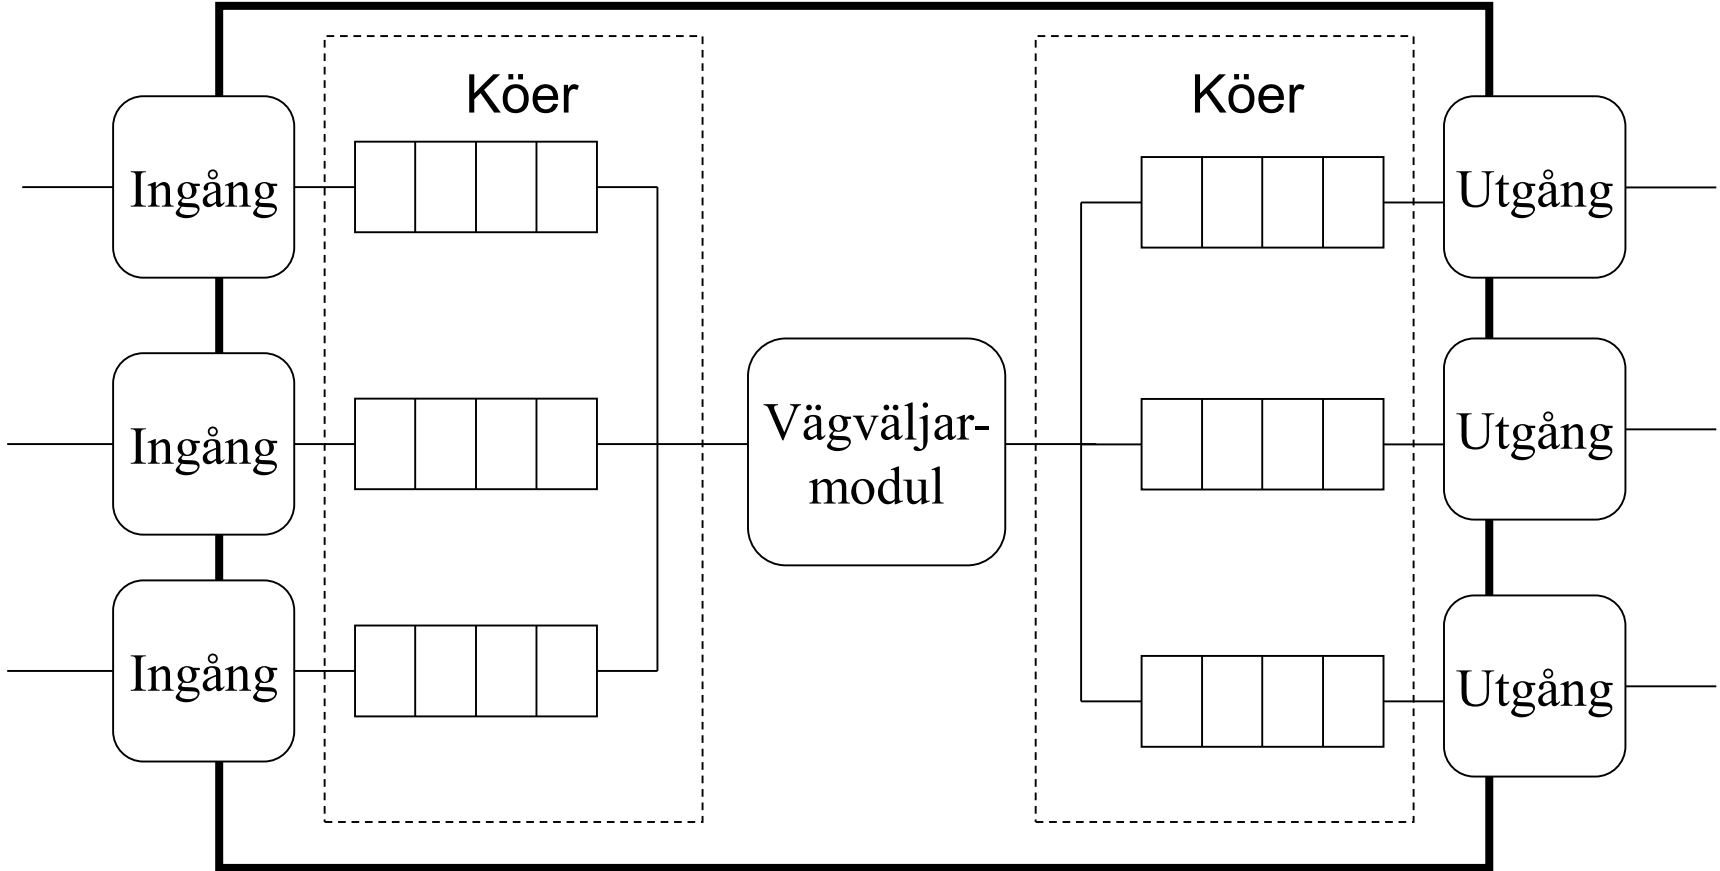 Köer
Köer
Ingång
Utgång
Ingång
Vägväljar-
modul
Utgång
Ingång
Utgång